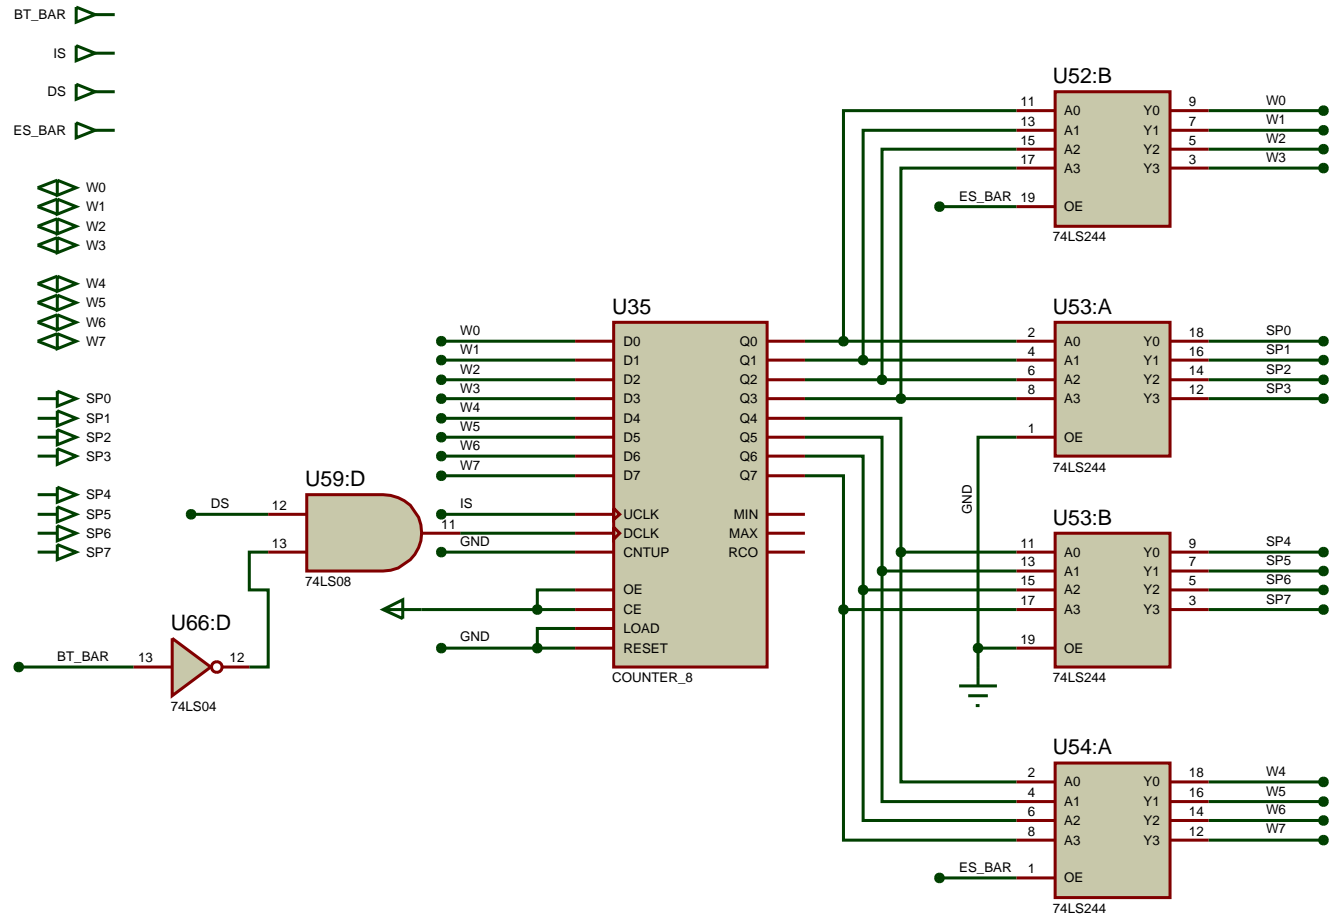 BT_BAR
IS
DS
ES_BAR
W0
W1
W2
W3
W4
W5
W6
W7
SP0
SP1
SP2
SP3
SP4
SP5
SP6
SP7
BT_BAR
13
U66:D
12
74LS04
DS
12
13
U59:D
11
74LS08
W0
W1
W2
W3
W4
W5
W6
W7
IS
GND
GND
U35
D0 Q0
D1 Q1
D2 Q2
D3 Q3
D4 Q4
D5 Q5
D6 Q6
D7 Q7
UCLK MIN
DCLK MAX
CNTUP RCO
OE
CE
LOAD
RESET
COUNTER_8
U52:B
11 A0 Y0 9 W0
13 A1 Y1 7 W1
15 A2 Y2 5 W2
17 A3 Y3 3 W3
ES_BAR 19 OE
74LS244
U53:A
2 A0 Y0 18 SP0
4 A1 Y1 16 SP1
6 A2 Y2 14 SP2
8 A3 Y3 12 SP3
1 OE
74LS244
GND
U53:B
11 A0 Y0 9 SP4
13 A1 Y1 7 SP5
15 A2 Y2 5 SP6
17 A3 Y3 3 SP7
19 OE
74LS244
U54:A
2 A0 Y0 18 W4
4 A1 Y1 16 W5
6 A2 Y2 14 W6
8 A3 Y3 12 W7
ES_BAR 1 OE
74LS244